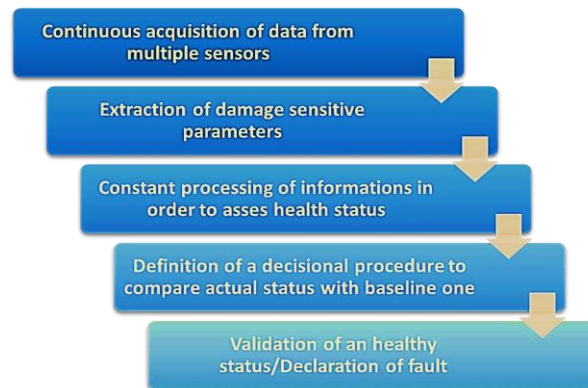 Continuous acquisition of data from
multiple sensors
Extraction of damage sensitive
parameters
Constant processing of informations in
order to asses health status
Definition of a decisional procedure to
compare actual status with baseline one
Validation of an healthy
status/Declaration of fault